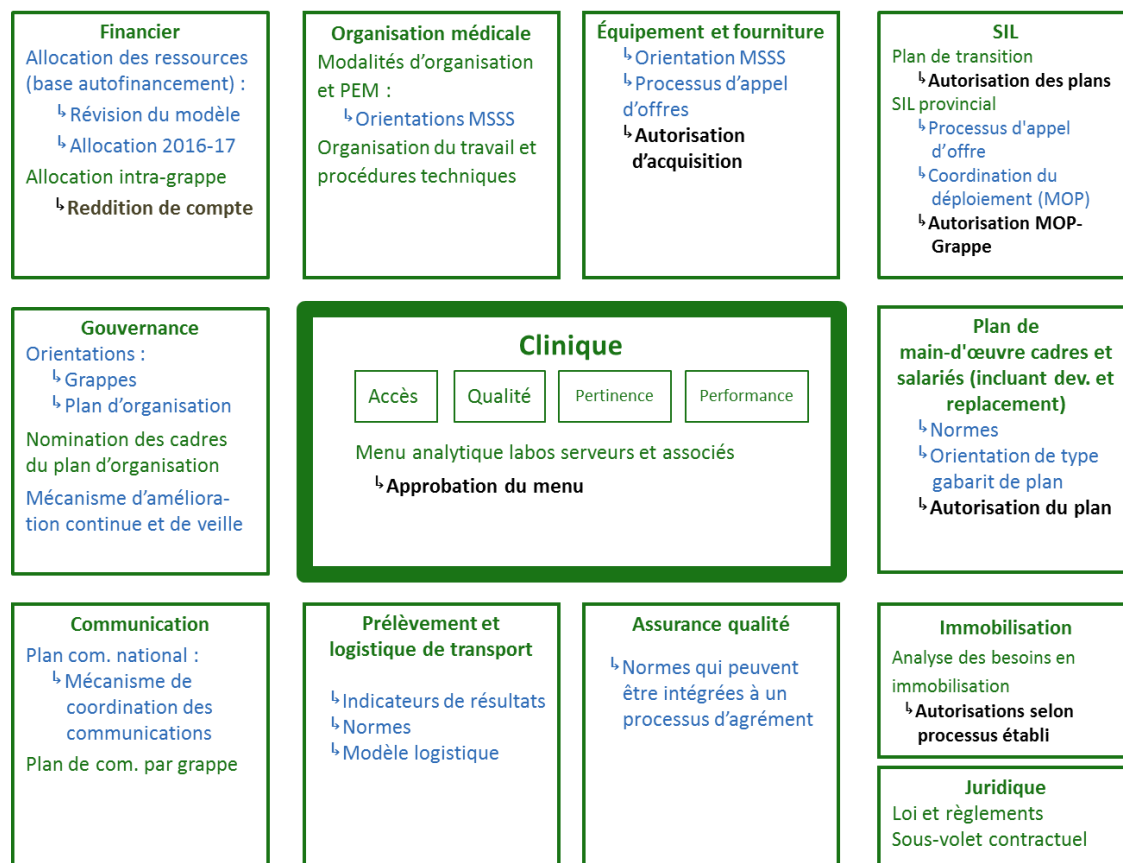 Financier
Allocation des ressources
(base autofinancement) :
↳Révision du modèle
↳Allocation 2016-17
Allocation intra-grappe
↳Reddition de compte
Organisation médicale
Modalités d'organisation
et PEM :
↳Orientations MSSS
Organisation du travail et
procédures techniques
Équipement et fourniture
↳Orientation MSSS
↳Processus d'appel
d'offres
↳Autorisation
d'acquisition
SIL
Plan de transition
↳Autorisation des plans
SIL provincial
↳Processus d'appel
d'offre
↳Coordination du
déploiement (MOP)
↳Autorisation MOP-
Grappe
Gouvernance
Orientations :
↳Grappes
↳Plan d'organisation
Nomination des cadres
du plan d'organisation
Mécanisme d'améliora-
tion continue et de veille
Clinique
Accès
Qualité
Pertinence
Performance
Menu analytique labos serveurs et associés
↳Approbation du menu
Plan de
main-d'œuvre cadres et
salariés (incluant dev. et
replacement)
↳Normes
↳Orientation de type
gabarit de plan
↳Autorisation du plan
Communication
Plan com. national :
↳Mécanisme de
coordination des
communications
Plan de com. par grappe
Prélèvement et
logistique de transport
↳Indicateurs de résultats
↳Normes
↳Modèle logistique
Assurance qualité
↳Normes qui peuvent
être intégrées à un
processus d'agrément
Immobilisation
Analyse des besoins en
immobilisation
↳Autorisations selon
processus établi
Juridique
Loi et règlements
Sous-volet contractuel